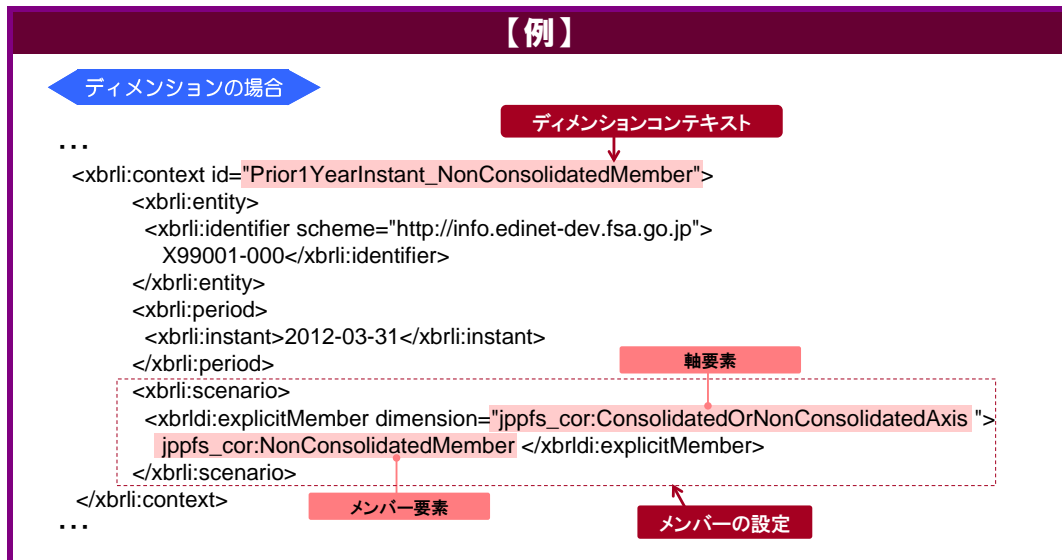 【例】
ディメンションの場合
ディメンションコンテキスト
...
<xbrli:context id="Prior1YearInstant_NonConsolidatedMember">
<xbrli:entity>
<xbrli:identifier scheme="http://info.edinet-dev.fsa.go.jp">
X99001-000</xbrli:identifier>
</xbrli:entity>
<xbrli:period>
<xbrli:instant>2012-03-31</xbrli:instant>
</xbrli:period>
軸要素
<xbrli:scenario>
<xbrldi:explicitMember dimension="jppfs_cor:ConsolidatedOrNonConsolidatedAxis ">
jppfs_cor:NonConsolidatedMember </xbrldi:explicitMember>
</xbrli:scenario>
</xbrli:context>
メンバー要素
メンバーの設定
...